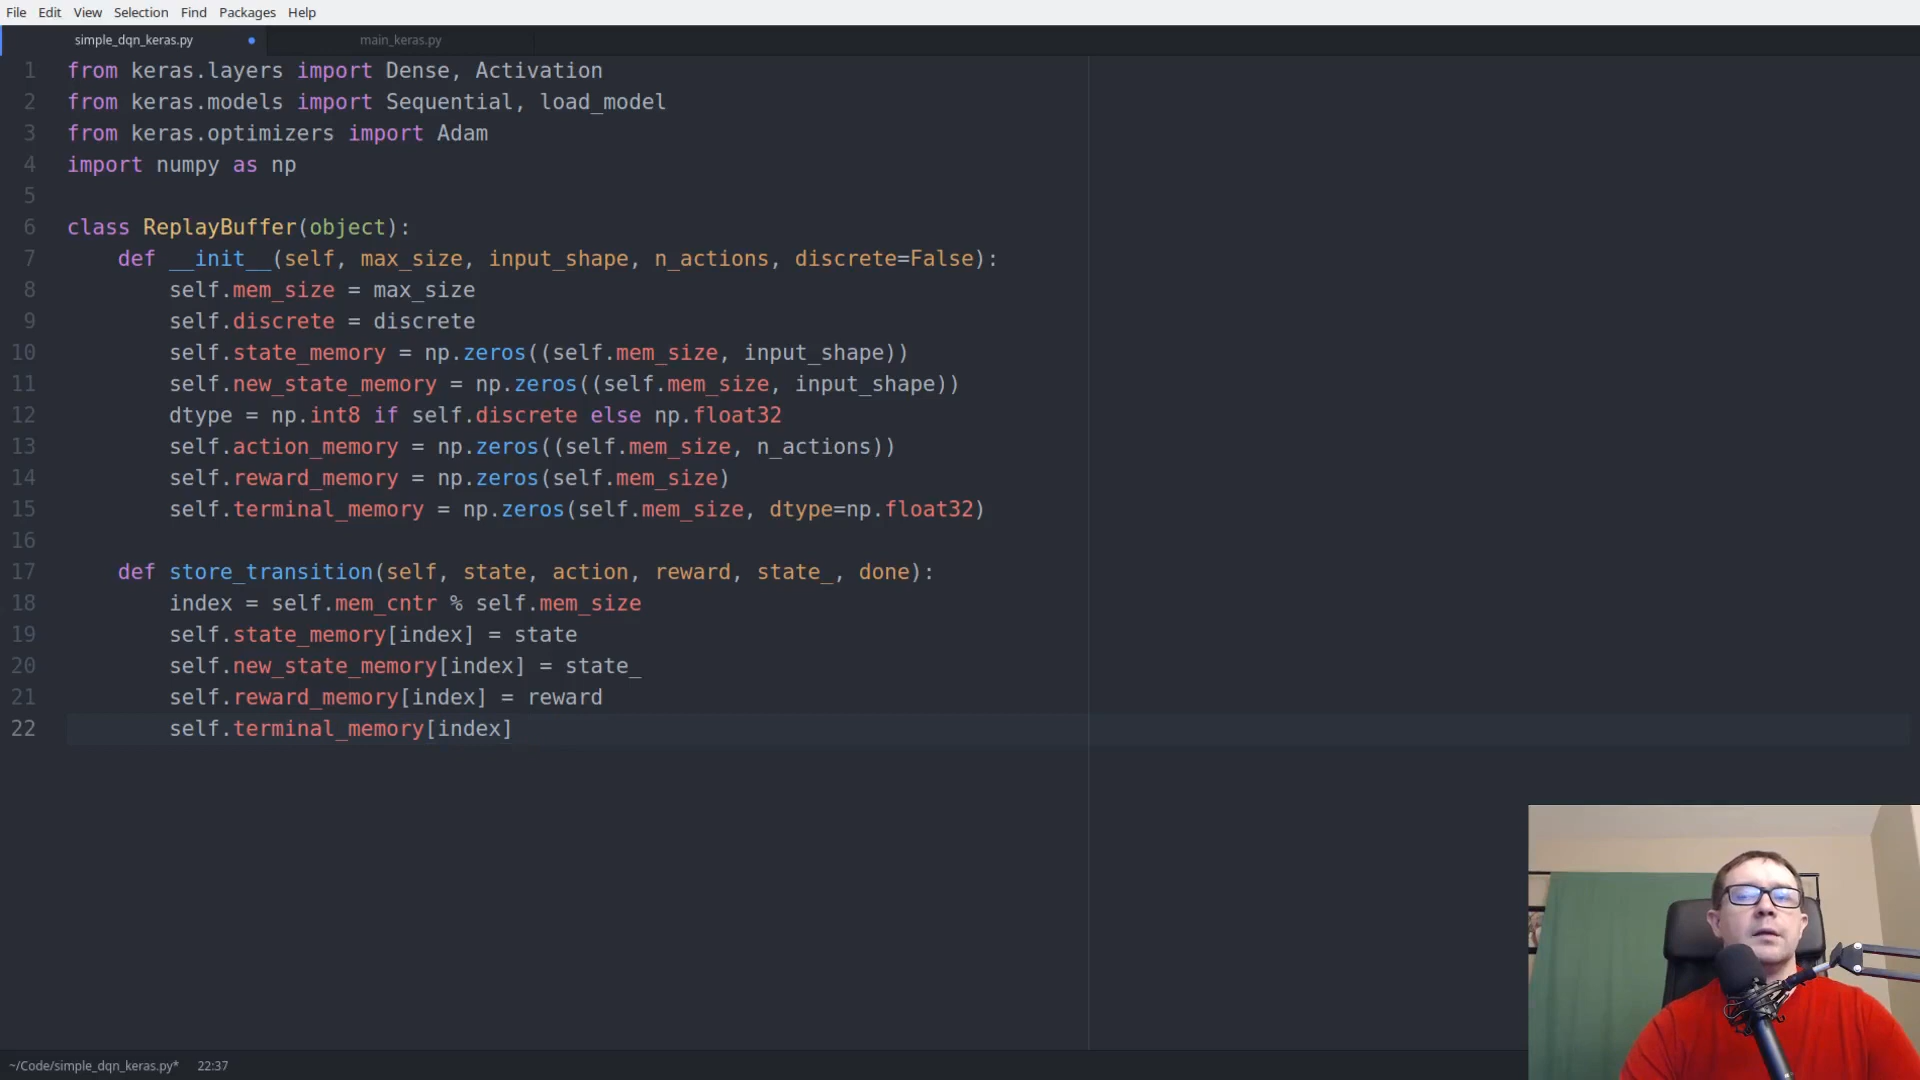 File Edit View Selection Find Packages Help
simple_dqn_keras.py main_keras.py
1 from keras.layers import Dense, Activation
2 from keras.models import Sequential, load_model
3 from keras.optimizers import Adam
4 import numpy as np
5
6 class ReplayBuffer(object):
7     def __init__(self, max_size, input_shape, n_actions, discrete=False):
8         self.mem_size = max_size
9         self.discrete = discrete
10         self.state_memory = np.zeros((self.mem_size, input_shape))
11         self.new_state_memory = np.zeros((self.mem_size, input_shape))
12         dtype = np.int8 if self.discrete else np.float32
13         self.action_memory = np.zeros((self.mem_size, n_actions))
14         self.reward_memory = np.zeros(self.mem_size)
15         self.terminal_memory = np.zeros(self.mem_size, dtype=np.float32)
16
17     def store_transition(self, state, action, reward, state_, done):
18         index = self.mem_cntr % self.mem_size
19         self.state_memory[index] = state
20         self.new_state_memory[index] = state_
21         self.reward_memory[index] = reward
22         self.terminal_memory[index]
~/Code/simple_dqn_keras.py* 22:37